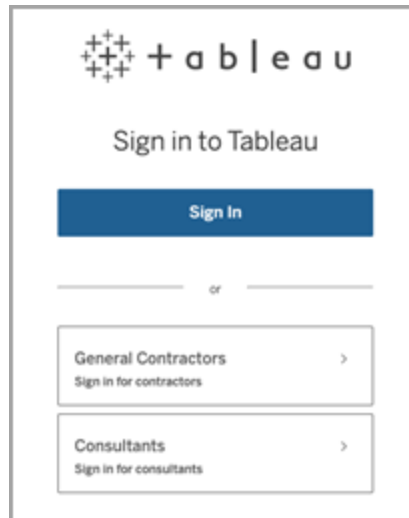 + a b | e a u
Sign in to Tableau
Sign In
or
General Contractors
Sign in for contractors
Consultants
Sign in for consultants